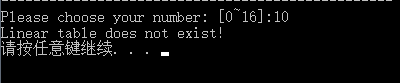 Please choose your number: [0~16]:10
Linear table does not exist!
请按任意键继续. . .